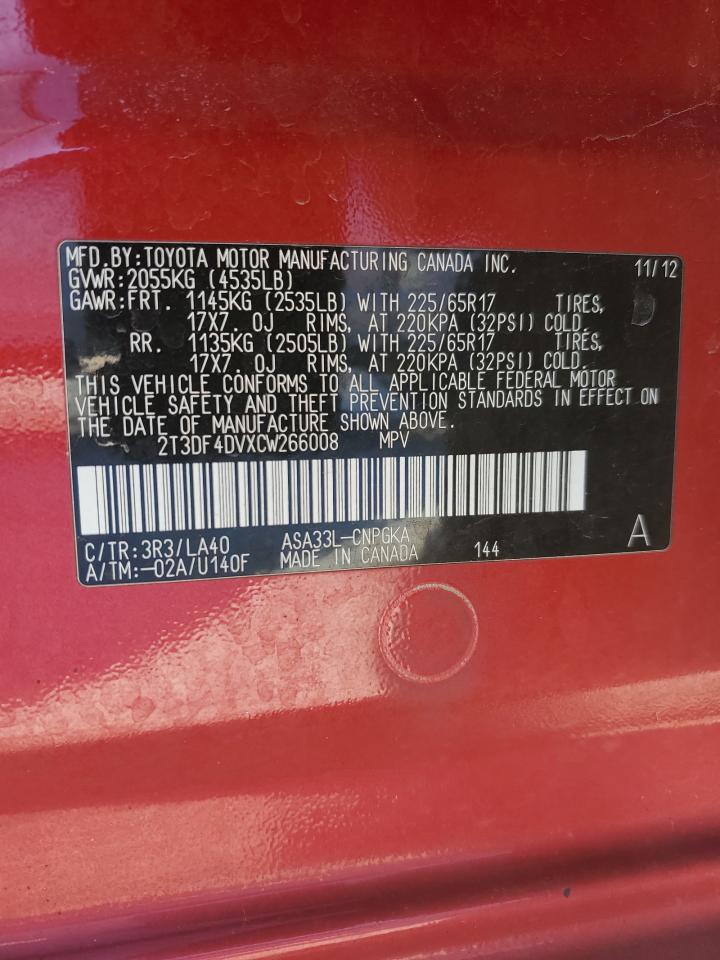 MFD.BY:TOYOTA MOTOR MANUFACTURING CANADA INC. 11/12
GVWR:2055KG (4535LB)
GAWR:FRT. 1145KG (2535LB) WITH 225/65R17 TIRES,
17X7.0J RIMS, AT 220KPA (32PSI) COLD.
RR. 1135KG (2505LB) WITH 225/65R17 TIRES,
17X7.0J RIMS, AT 220KPA (32PSI) COLD.
THIS VEHICLE CONFORMS TO ALL APPLICABLE FEDERAL MOTOR
VEHICLE SAFETY AND THEFT PREVENTION STANDARDS IN EFFECT ON
THE DATE OF MANUFACTURE SHOWN ABOVE.
2T3DF4DVXCW266008 MPV
C/TR:3R3/LA40 ASA33L-CNPGKA
A/TM:-02A/U140F MADE IN CANADA 144 A